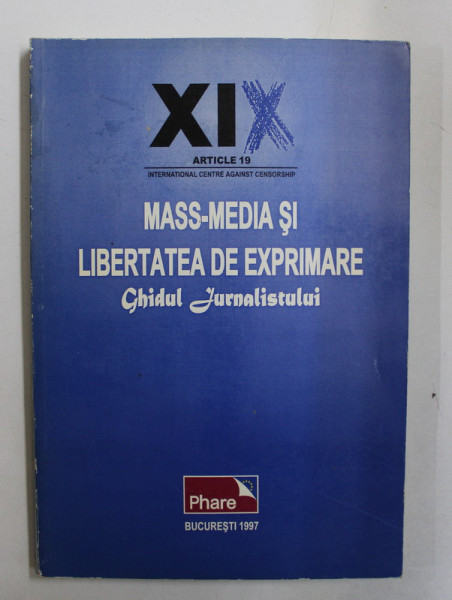 XIX
ARTICLE 19
INTERNATIONAL CENTRE AGAINST CENSORSHIP
MASS-MEDIA ŞI
LIBERTATEA DE EXPRIMARE
Ghidul Jurnalistului
Phare
BUCUREŞTI 1997